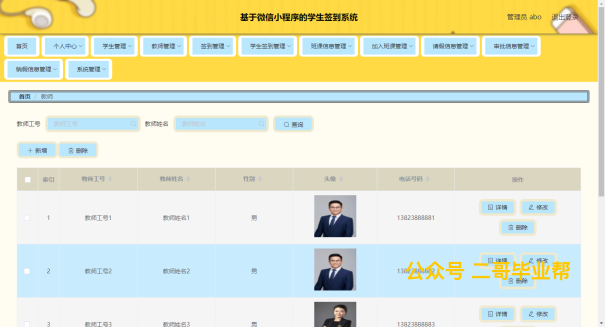 基于微信小程序的学生签到系统
管理员 abo 退出登录
首页 个人中心 学生管理 教师管理 签到管理 学生签到管理 班课信息管理 加入班课管理 请假信息管理 审批信息管理
销假信息管理 系统管理
首页 / 教师
教师工号 教师工号 教师姓名 教师姓名 查询
+ 新增 删除
索引 教师工号 教师姓名 性别 头像 电话号码 操作
1 教师工号1 教师姓名1 男 13823888881 详情 修改
删除
2 教师工号2 教师姓名2 男 详情 修改
公众号 二哥毕业帮
删除
3 教师工号3 教师姓名3 男 13823888883 详情 修改